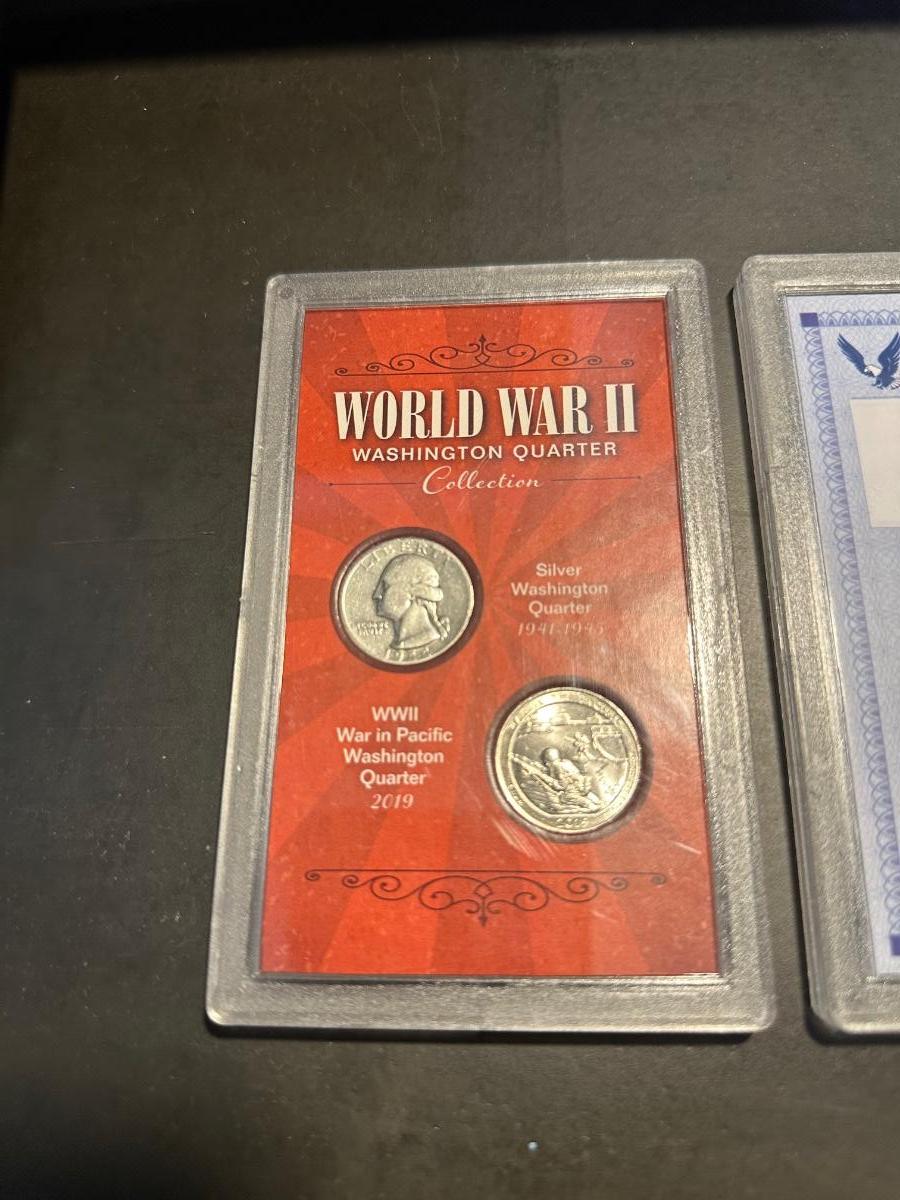 WORLD WAR II
WASHINGTON QUARTER
Collection
LIBERTY
Silver
Washington
Quarter
1941-1945
WWII
War in Pacific
Washington
Quarter
2019
2019